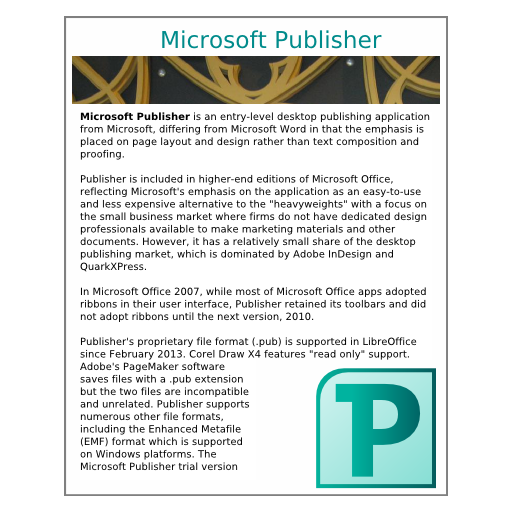 Microsoft Publisher
Microsoft Publisher is an entry-level desktop publishing application
from Microsoft, differing from Microsoft Word in that the emphasis is
placed on page layout and design rather than text composition and
proofing.
Publisher is included in higher-end editions of Microsoft Office,
reflecting Microsoft's emphasis on the application as an easy-to-use
and less expensive alternative to the "heavyweights" with a focus on
the small business market where firms do not have dedicated design
professionals available to make marketing materials and other
documents. However, it has a relatively small share of the desktop
publishing market, which is dominated by Adobe InDesign and
QuarkXPress.
In Microsoft Office 2007, while most of Microsoft Office apps adopted
ribbons in their user interface, Publisher retained its toolbars and did
not adopt ribbons until the next version, 2010.
Publisher's proprietary file format (.pub) is supported in LibreOffice
since February 2013. Corel Draw X4 features "read only" support.
Adobe's PageMaker software
saves files with a .pub extension
but the two files are incompatible
and unrelated. Publisher supports
numerous other file formats,
including the Enhanced Metafile
(EMF) format which is supported
on Windows platforms. The
Microsoft Publisher trial version
P